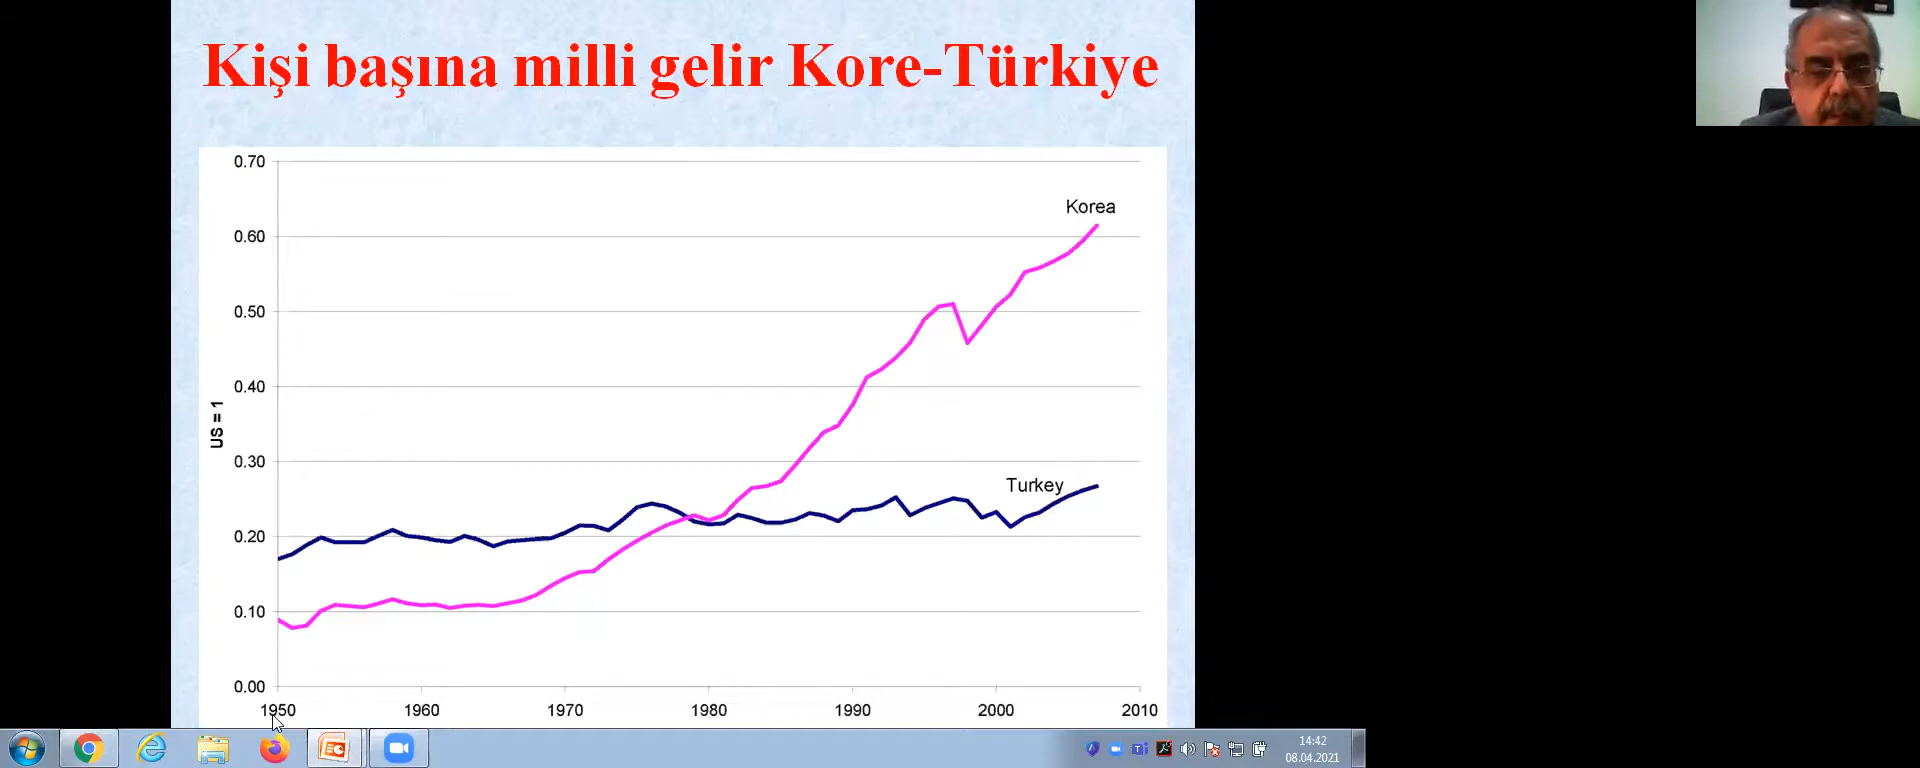 Kişi başına milli gelir Kore-Türkiye
0.70
Korea
0.60
0.50
0.40
US = 1
0.30
Turkey
0.20
0.10
0.00
1950 1960 1970 1980 1990 2000 2010
14:42
08.04.2021